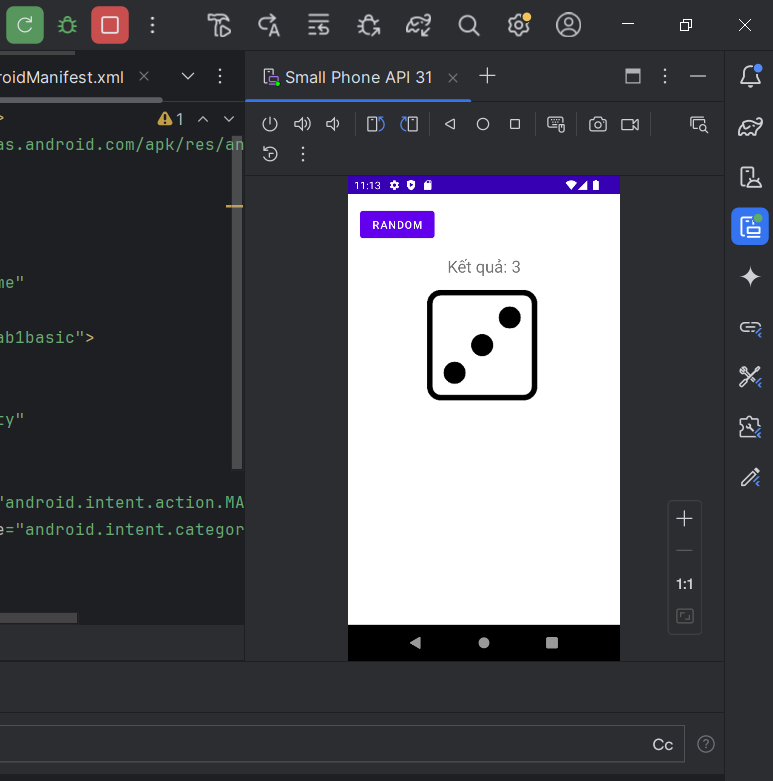 oidManifest.xml
Small Phone API 31
>
1
as.android.com/apk/res/an
11:13
RANDOM
Kết quả: 3
me"
ab1basic">
ty"
"android.intent.action.MA
e="android.intent.categor
1:1
Cc
?